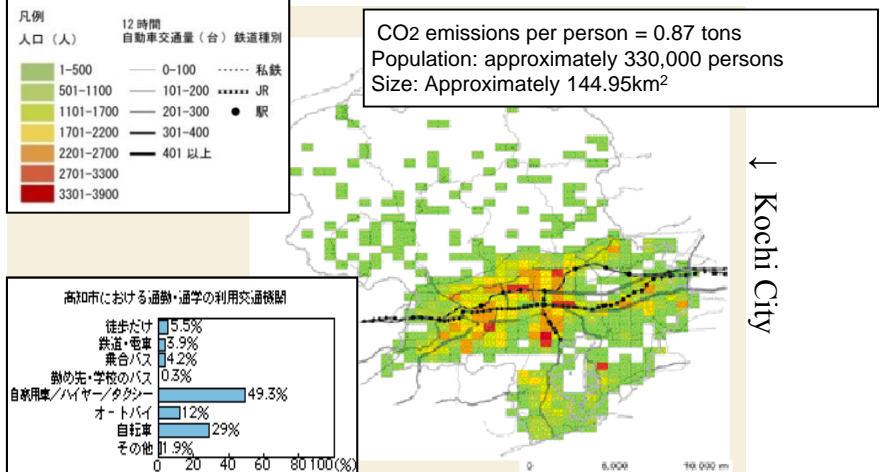 凡例
人口（人）
12時間
自動車交通量（台）
鉄道種別
1-500
501-1100
1101-1700
1701-2200
2201-2700
2701-3300
3301-3900
0-100
101-200
201-300
301-400
401 以上
私鉄
JR
駅
CO2 emissions per person = 0.87 tons
Population: approximately 330,000 persons
Size: Approximately 144.95km²
↓ Kochi City
高知市における通勤・通学の利用交通機関
徒歩だけ 5.5%
鉄道・電車 3.9%
乗合バス 4.2%
勤め先・学校のバス 0.3%
自家用車/ハイヤー/タクシー 49.3%
オートバイ 12%
自転車 29%
その他 1.9%
0 20 40 60 80 100(%)
0 5,000 10,000 m